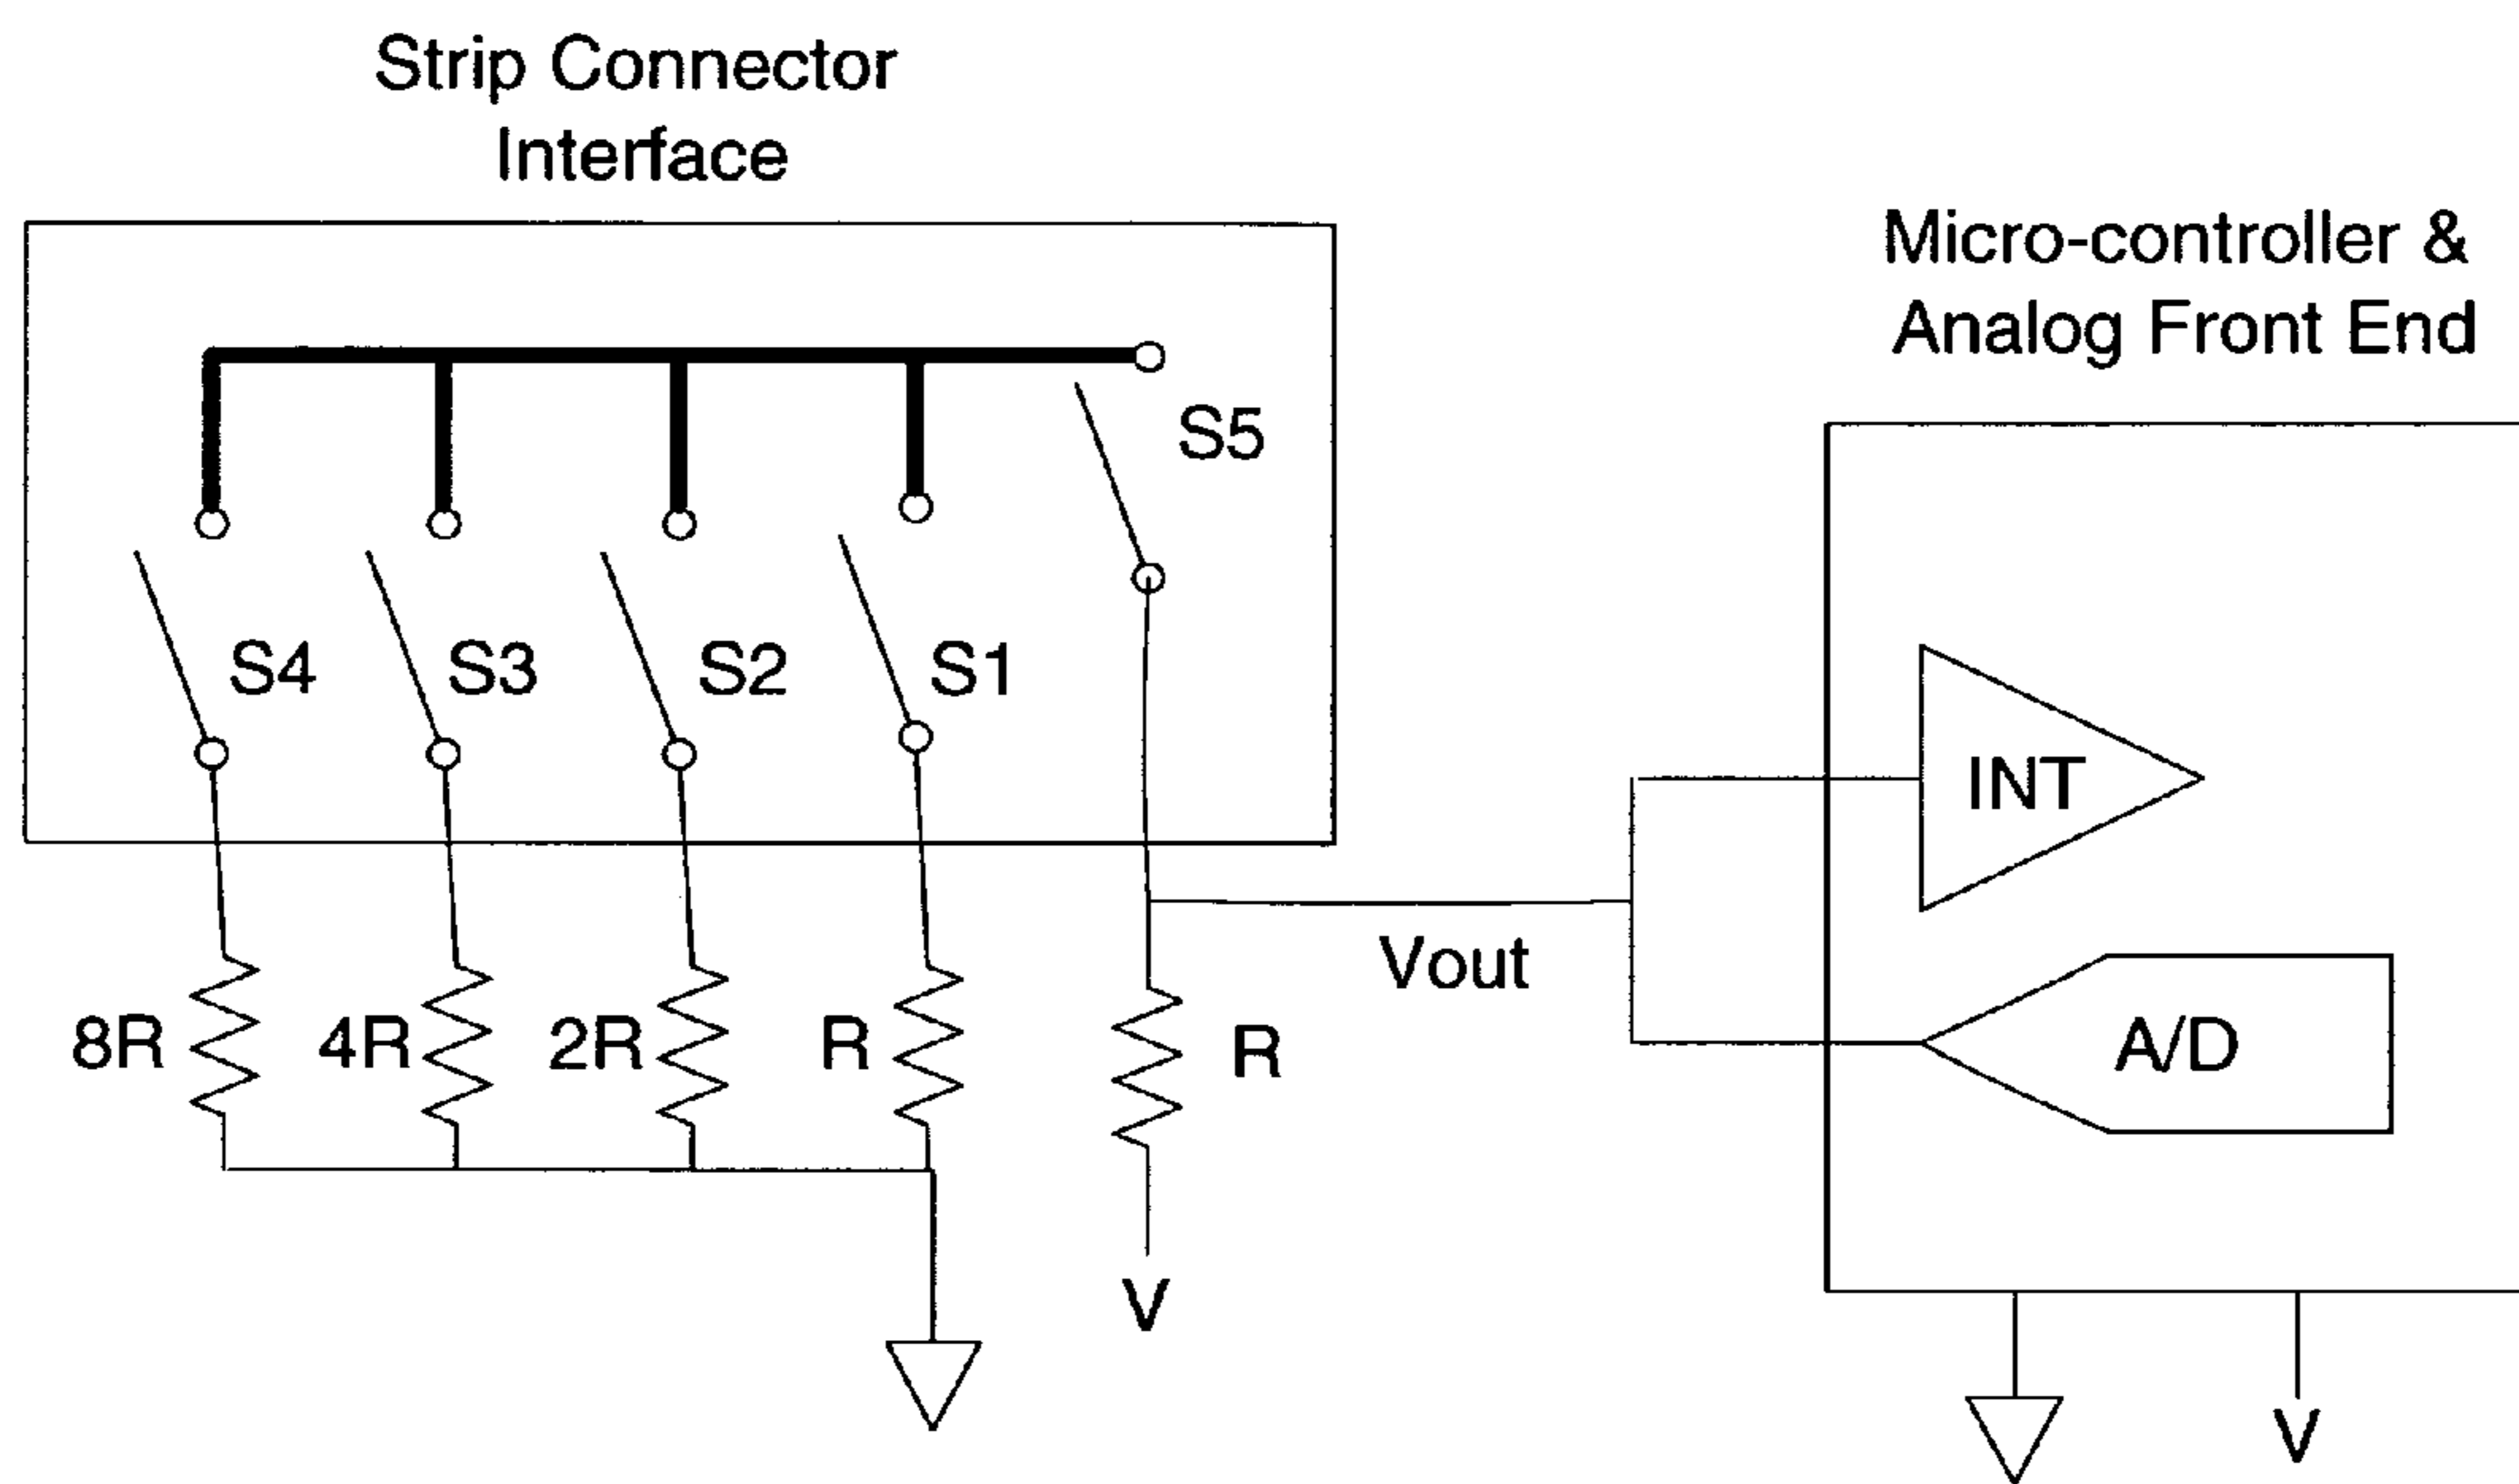 Strip Connector
Interface
Micro-controller &
Analog Front End
S5
S4
S3
S2
S1
INT
Vout
8R
4R
2R
R
R
A/D
V
V